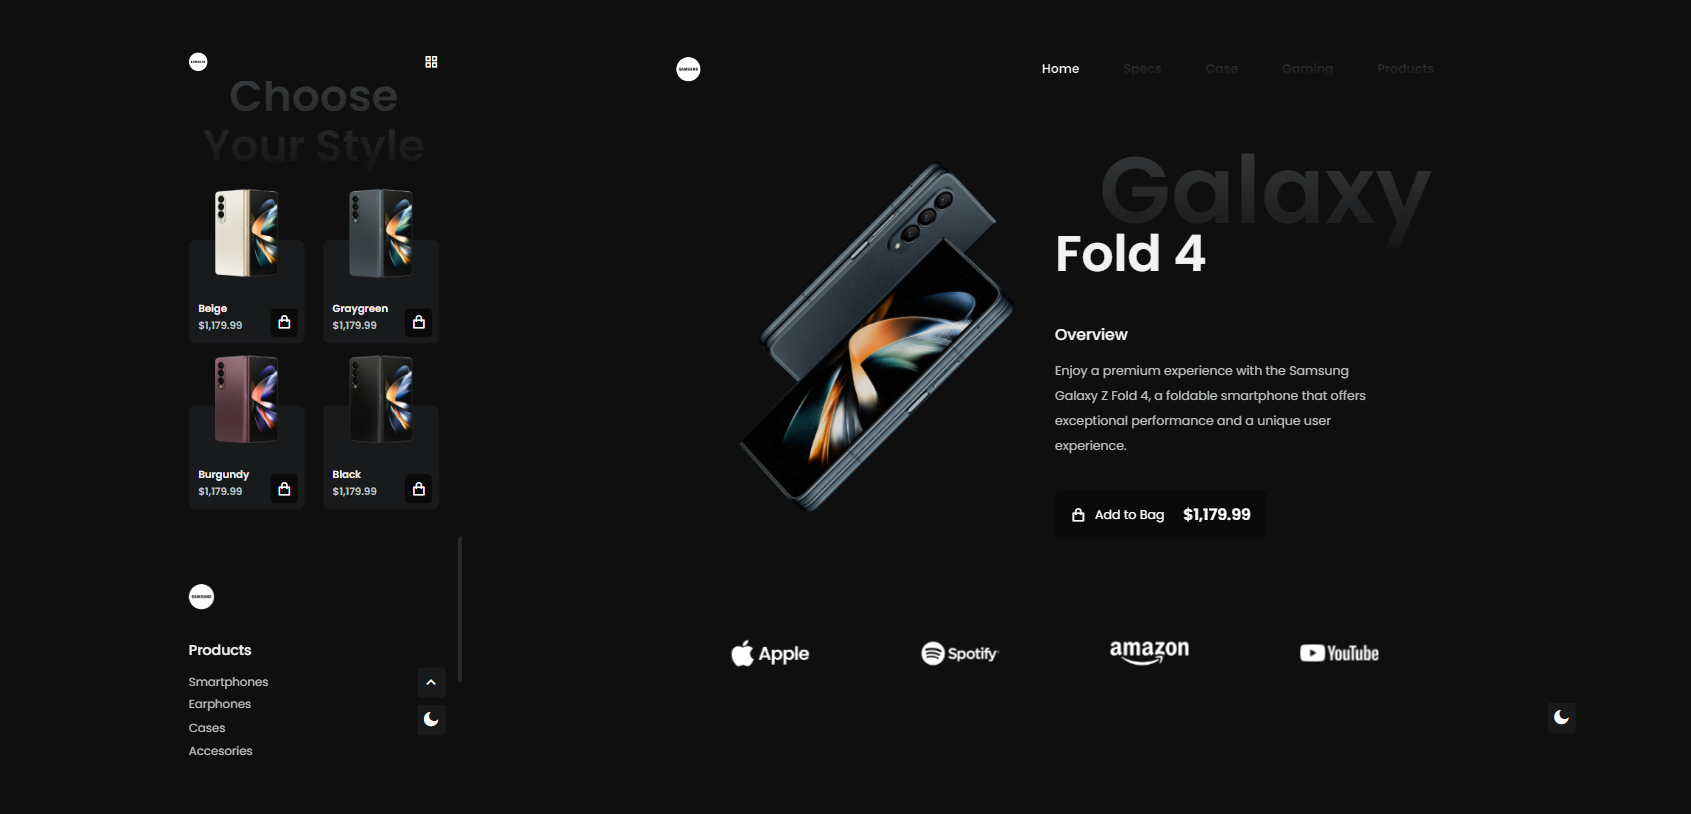 SAMSUNG
Choose
Your Style
Beige
$1,179.99
Graygreen
$1,179.99
Burgundy
$1,179.99
Black
$1,179.99
SAMSUNG
Products
Smartphones
Earphones
Cases
Accesories
SAMSUNG
Home Specs Case Gaming Products
Galaxy
Fold 4
Overview
Enjoy a premium experience with the Samsung
Galaxy Z Fold 4, a foldable smartphone that offers
exceptional performance and a unique user
experience.
Add to Bag $1,179.99
Apple Spotify amazon YouTube